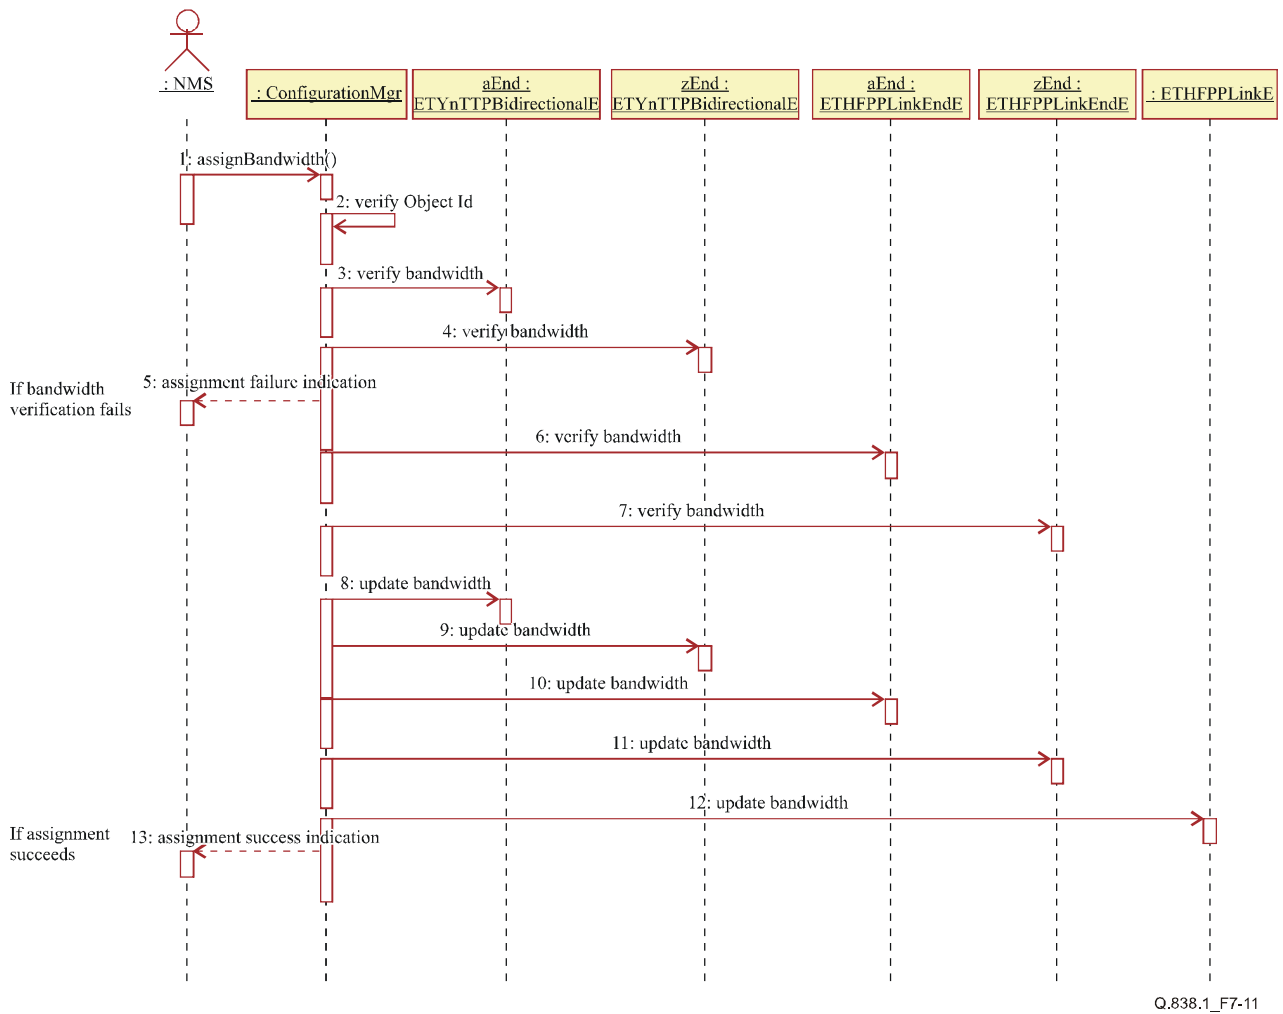 : NMS
: ConfigurationMgr
aEnd :
ETYnTTPBidirectionalE
zEnd :
ETYnTTPBidirectionalE
aEnd :
ETHFPPLinkEndE
zEnd :
ETHFPPLinkEndE
: ETHFPPLinkE
1: assignBandwidth()
2: verify Object Id
3: verify bandwidth
4: verify bandwidth
If bandwidth
verification fails
5: assignment failure indication
6: verify bandwidth
7: verify bandwidth
8: update bandwidth
9: update bandwidth
10: update bandwidth
11: update bandwidth
12: update bandwidth
If assignment
succeeds
13: assignment success indication
Q.838.1_F7-11